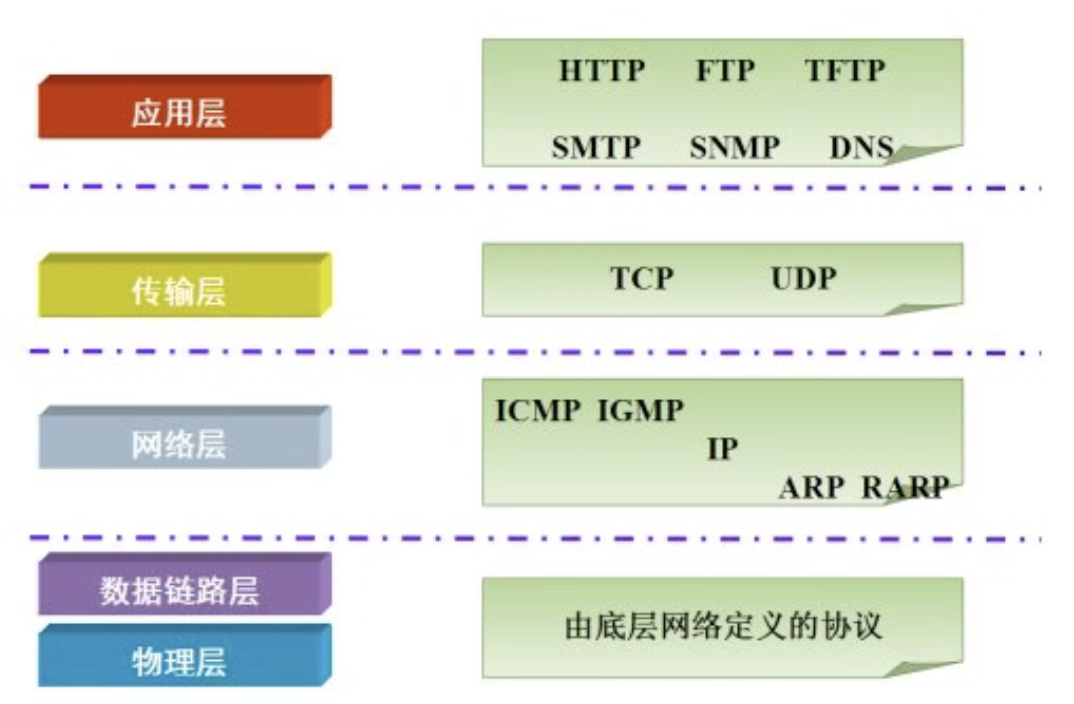 应用层
HTTP FTP TFTP
SMTP SNMP DNS
传输层
TCP UDP
网络层
ICMP IGMP
IP
ARP RARP
数据链路层
物理层
由底层网络定义的协议